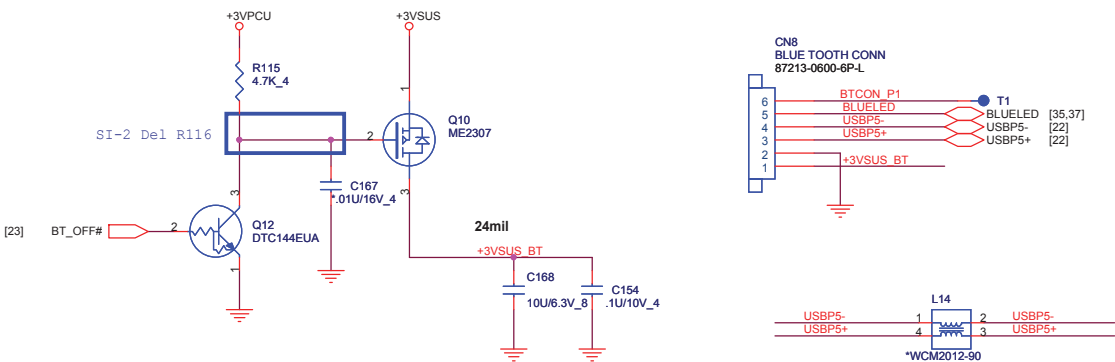 +3VPCU
+3VSUS
R115
4.7K_4
SI-2 Del R116
1
2
3
Q10
ME2307
C167
*.01U/16V_4
[23]
BT_OFF#
2
3
1
Q12
DTC144EUA
24mil
+3VSUS_BT
C168
10U/6.3V_8
C154
.1U/10V_4
CN8
BLUE TOOTH CONN
87213-0600-6P-L
6
BTCON_P1
T1
5
BLUELED
BLUELED [35,37]
4
USBP5-
USBP5- [22]
3
USBP5+
USBP5+ [22]
2
1
+3VSUS_BT
L14
USBP5- 1 2 USBP5-
USBP5+ 4 3 USBP5+
*WCM2012-90